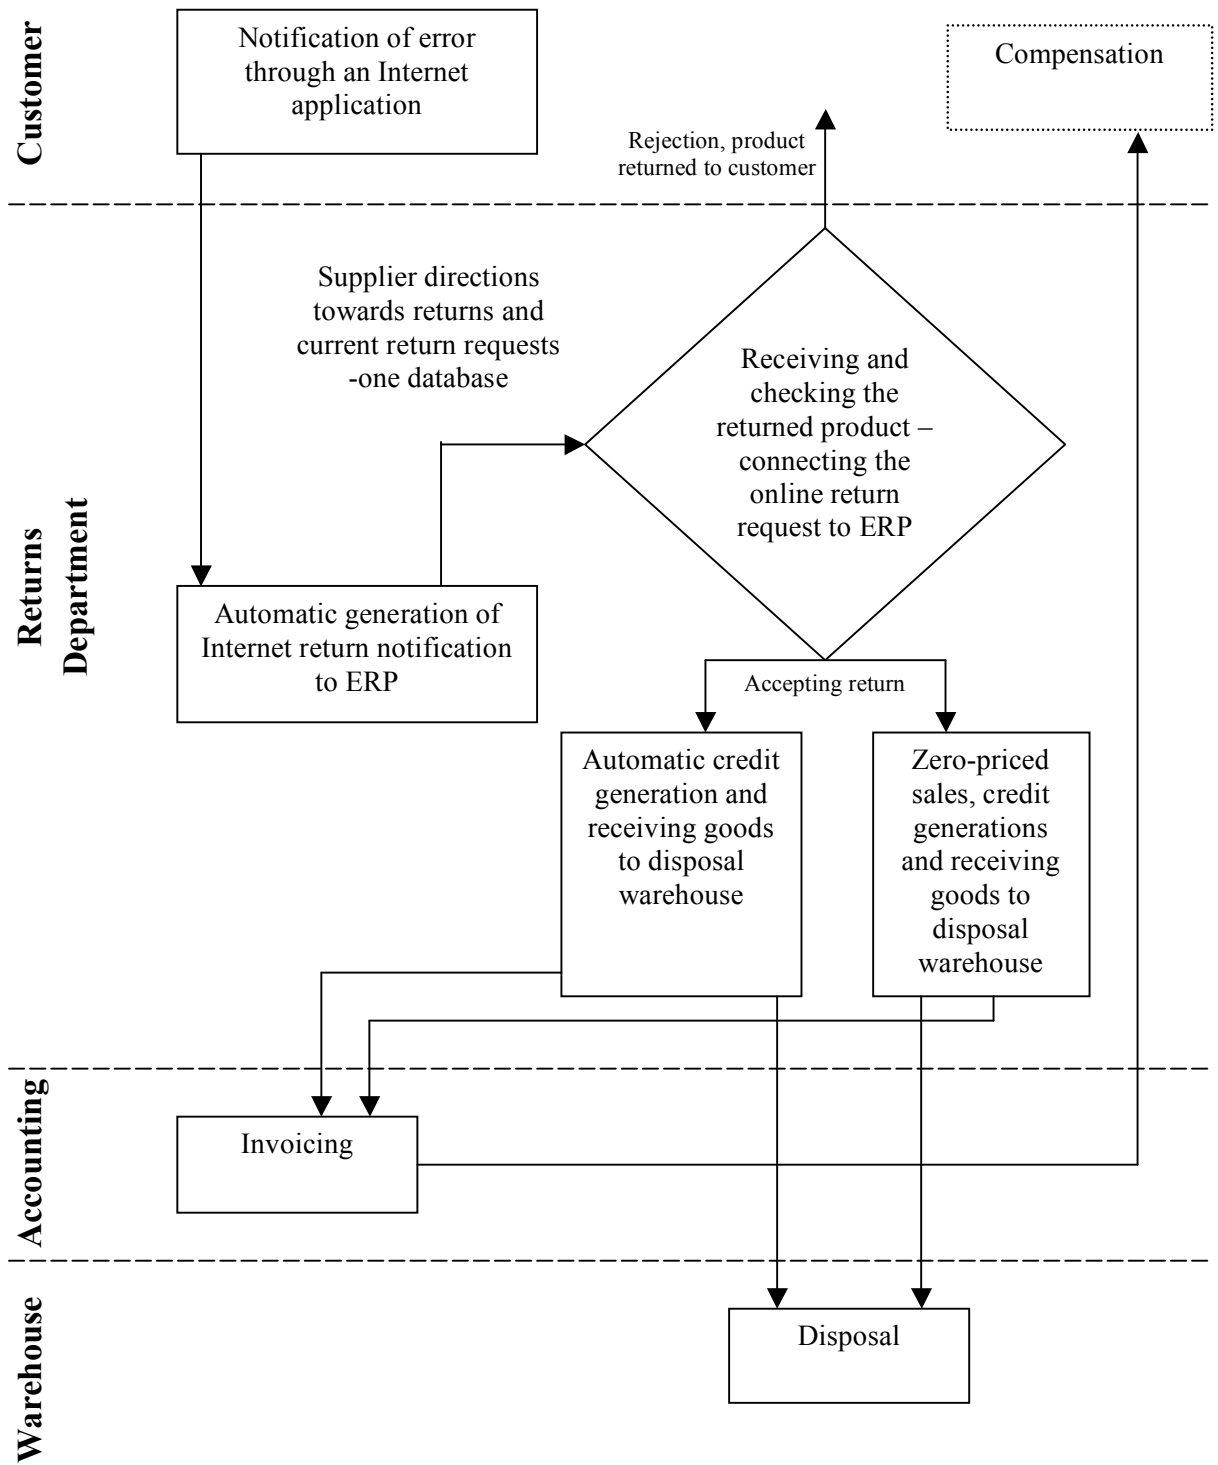 Customer
Notification of error
through an Internet
application
Compensation
Rejection, product
returned to customer
Returns
Department
Supplier directions
towards returns and
current return requests
-one database
Receiving and
checking the
returned product –
connecting the
online return
request to ERP
Automatic generation of
Internet return notification
to ERP
Accepting return
Automatic credit
generation and
receiving goods
to disposal
warehouse
Zero-priced
sales, credit
generations
and receiving
goods to
disposal
warehouse
Accounting
Invoicing
Warehouse
Disposal